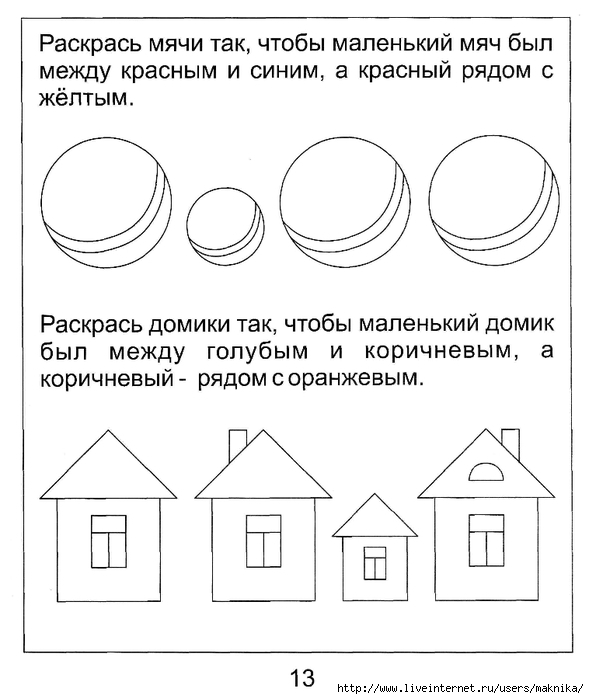 Раскрась мячи так, чтобы маленький мяч был
между красным и синим, а красный рядом с
жёлтым.
Раскрась домики так, чтобы маленький домик
был между голубым и коричневым, а
коричневый - рядом с оранжевым.
13
http://www.liveinternet.ru/users/maknika/